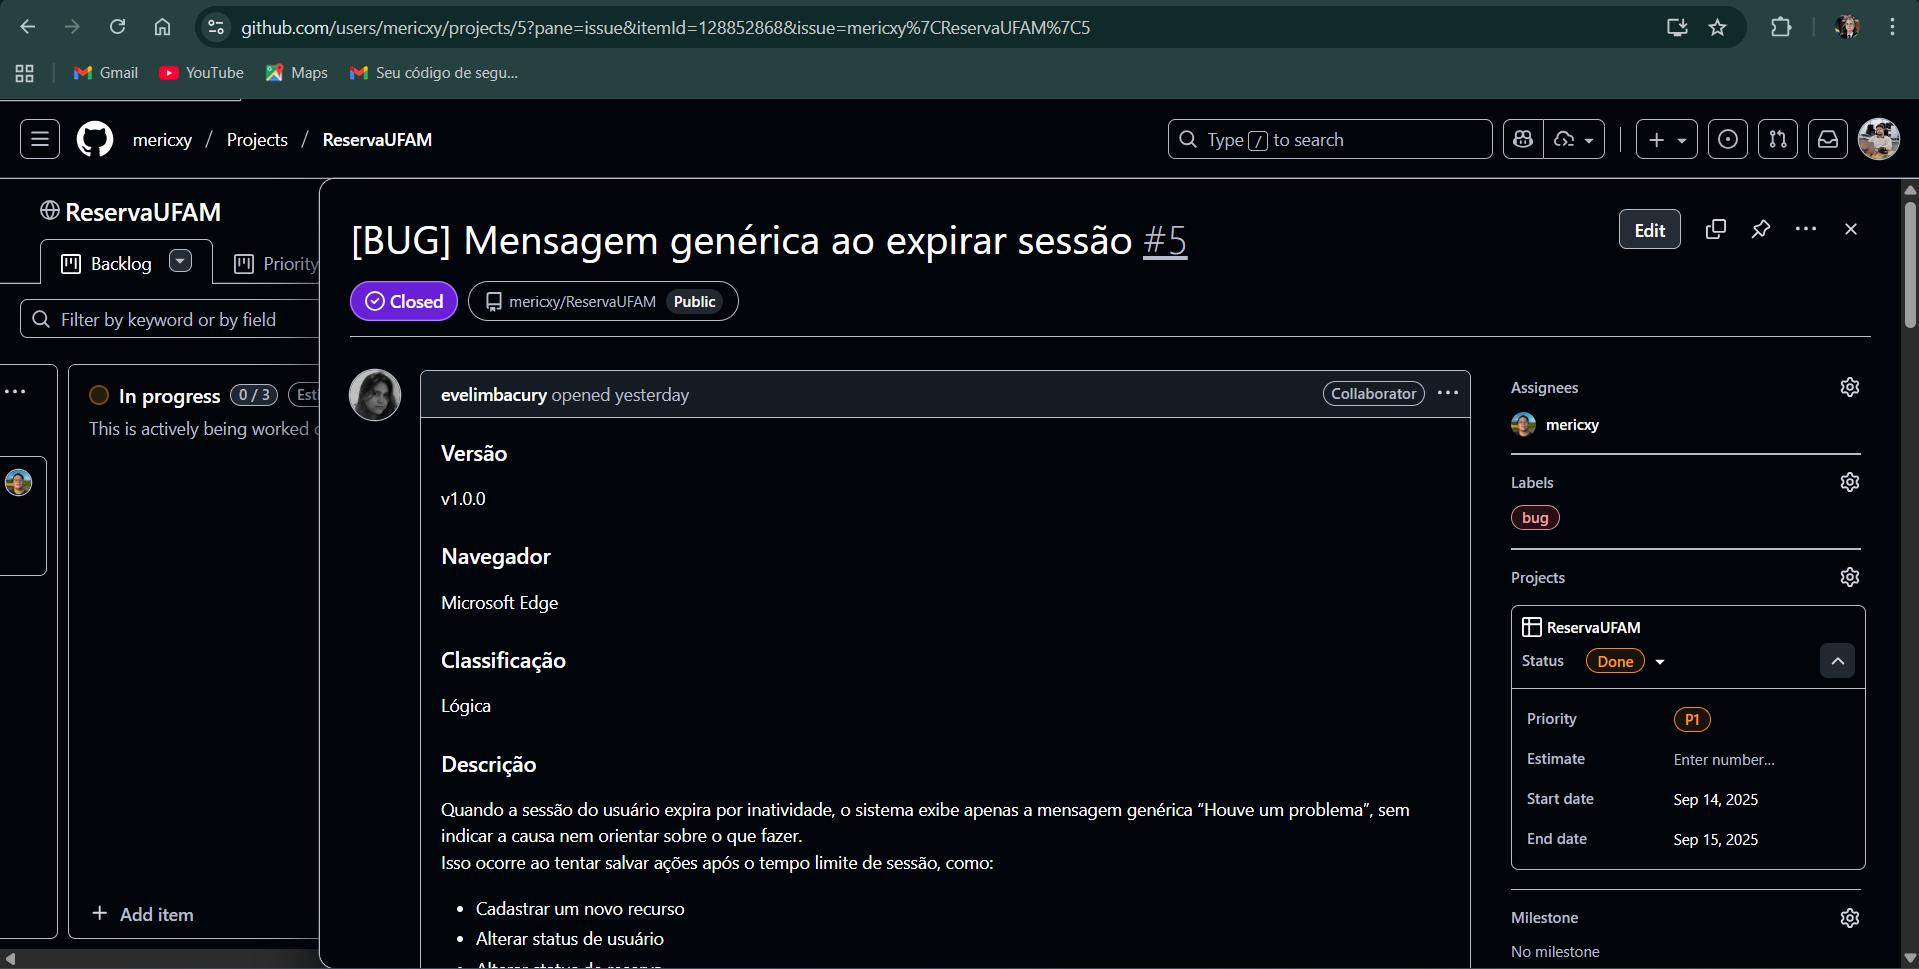 github.com/users/mericxy/projects/5?pane=issue&itemId=128852868&issue=mericxy%7CReservaUFAM%7C5
Gmail
YouTube
Maps
Seu código de segu...
mericxy / Projects / ReservaUFAM
Type / to search
ReservaUFAM
Backlog
Priority
Filter by keyword or by field
In progress 0 / 3 Esti
This is actively being worked o
Add item
[BUG] Mensagem genérica ao expirar sessão #5
Edit
Closed
mericxy/ReservaUFAM Public
evelimbacury opened yesterday
Collaborator
Versão
v1.0.0
Navegador
Microsoft Edge
Classificação
Lógica
Descrição
Quando a sessão do usuário expira por inatividade, o sistema exibe apenas a mensagem genérica “Houve um problema”, sem
indicar a causa nem orientar sobre o que fazer.
Isso ocorre ao tentar salvar ações após o tempo limite de sessão, como:
• Cadastrar um novo recurso
• Alterar status de usuário
• Alterar status de reserva
Assignees
mericxy
Labels
bug
Projects
ReservaUFAM
Status Done
Priority P1
Estimate Enter number...
Start date Sep 14, 2025
End date Sep 15, 2025
Milestone
No milestone